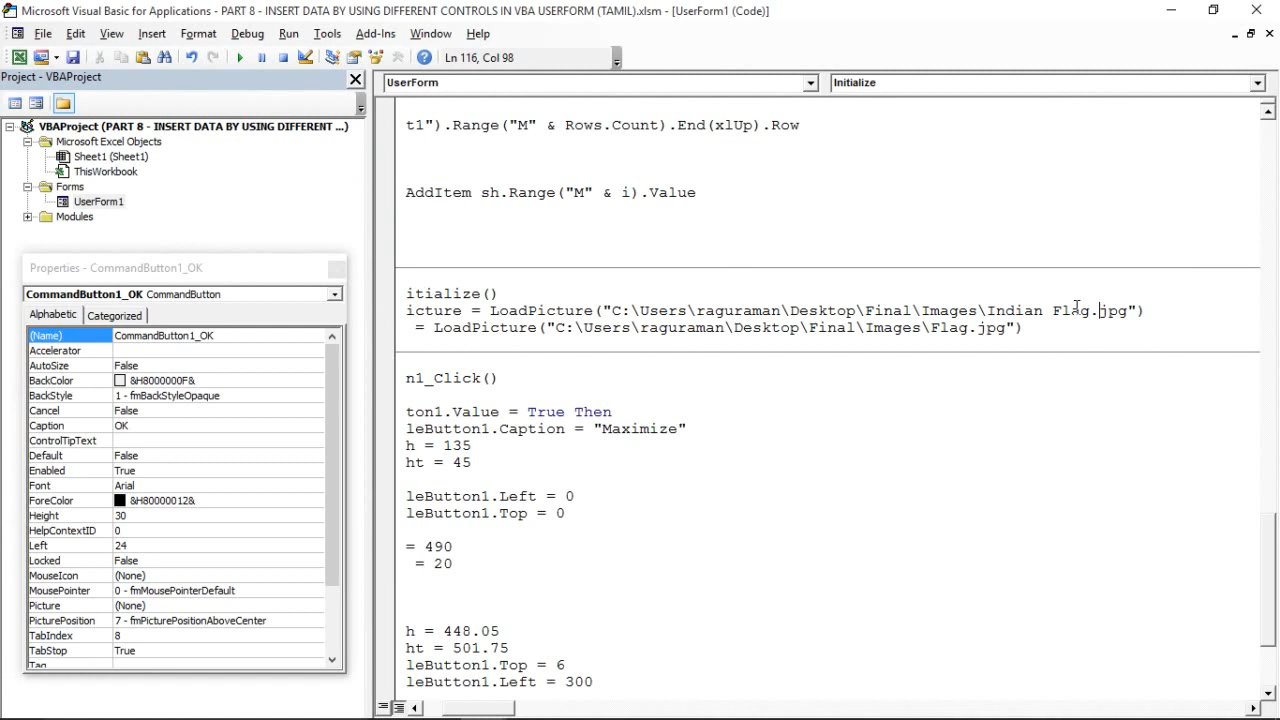 Microsoft Visual Basic for Applications - PART 8 - INSERT DATA BY USING DIFFERENT CONTROLS IN VBA USERFORM (TAMIL).xlsm - [UserForm1 (Code)]
File Edit View Insert Format Debug Run Tools Add-Ins Window Help
Ln 116, Col 98
Project - VBAProject
VBAProject (PART 8 - INSERT DATA BY USING DIFFERENT ...)
Microsoft Excel Objects
Sheet1 (Sheet1)
ThisWorkbook
Forms
UserForm1
Modules
Properties - CommandButton1_OK
CommandButton1_OK CommandButton
Alphabetic Categorized
(Name) CommandButton1_OK
Accelerator
AutoSize False
BackColor &H8000000F&
BackStyle 1 - fmBackStyleOpaque
Cancel False
Caption OK
ControlTipText
Default False
Enabled True
Font Arial
ForeColor &H80000012&
Height 30
HelpContextID 0
Left 24
Locked False
MouseIcon (None)
MousePointer 0 - fmMousePointerDefault
Picture (None)
PicturePosition 7 - fmPicturePositionAboveCenter
TabIndex 8
TabStop True
Tag
UserForm Initialize
t1").Range("M" & Rows.Count).End(xlUp).Row
AddItem sh.Range("M" & i).Value
itialize()
icture = LoadPicture("C:\Users\raguraman\Desktop\Final\Images\Indian Flag.jpg")
= LoadPicture("C:\Users\raguraman\Desktop\Final\Images\Flag.jpg")
n1_Click()
ton1.Value = True Then
leButton1.Caption = "Maximize"
h = 135
ht = 45
leButton1.Left = 0
leButton1.Top = 0
= 490
= 20
h = 448.05
ht = 501.75
leButton1.Top = 6
leButton1.Left = 300